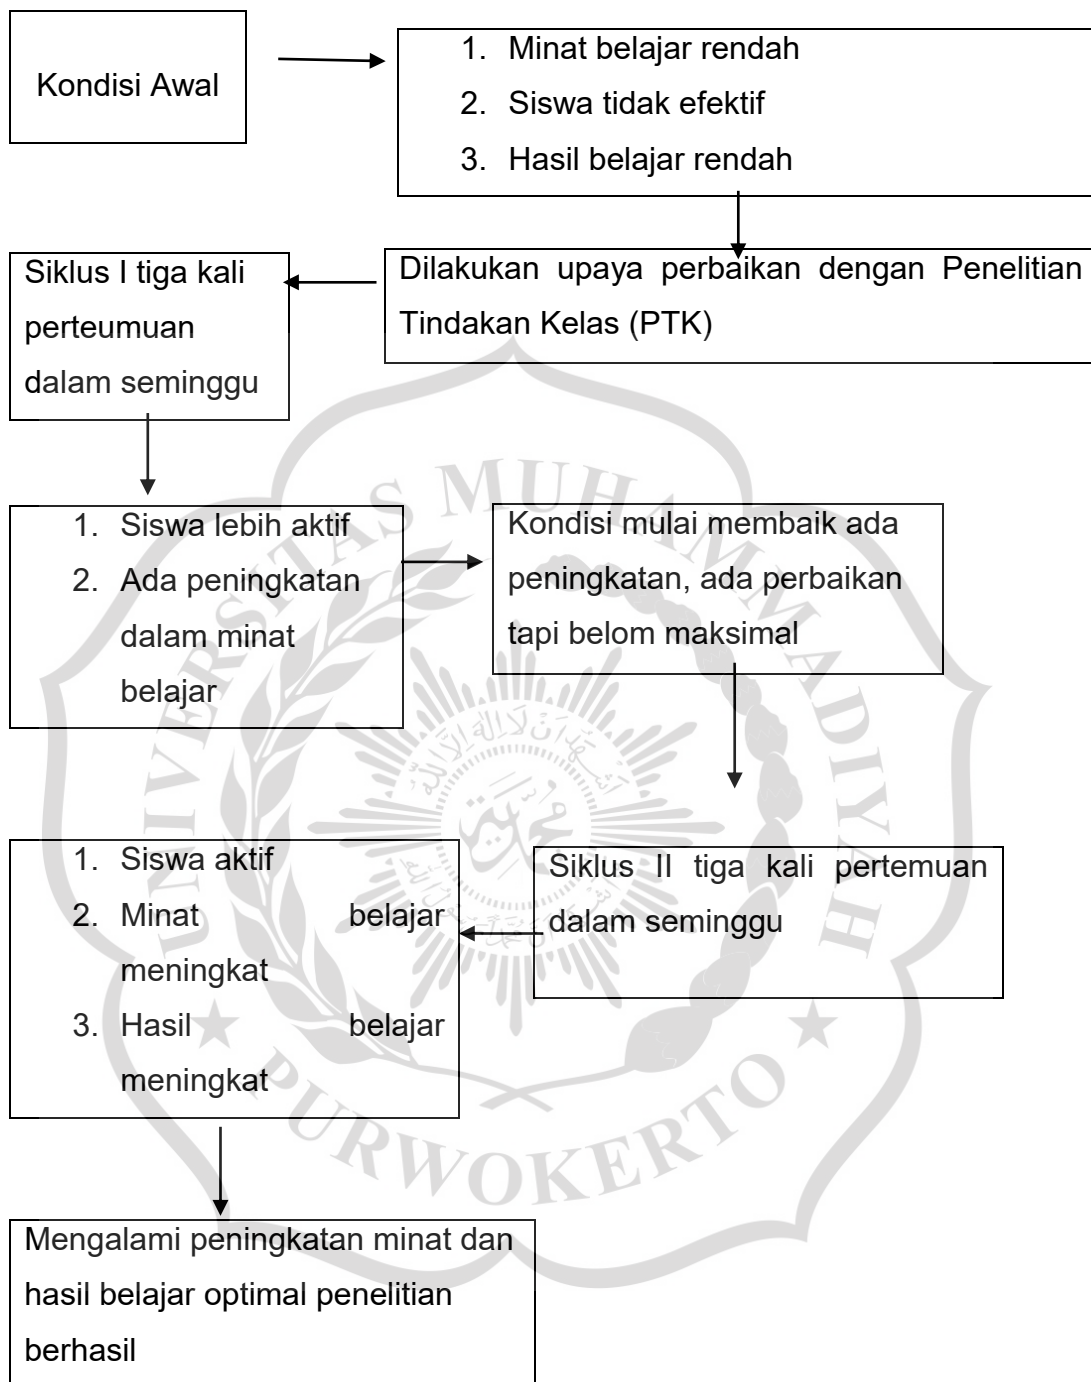 Kondisi Awal
1. Minat belajar rendah
2. Siswa tidak efektif
3. Hasil belajar rendah
Dilakukan upaya perbaikan dengan Penelitian
Tindakan Kelas (PTK)
Siklus I tiga kali
perteumuan
dalam seminggu
1. Siswa lebih aktif
2. Ada peningkatan
dalam minat
belajar
Kondisi mulai membaik ada
peningkatan, ada perbaikan
tapi belom maksimal
Siklus II tiga kali pertemuan
dalam seminggu
1. Siswa aktif
2. Minat belajar
meningkat
3. Hasil belajar
meningkat
Mengalami peningkatan minat dan
hasil belajar optimal penelitian
berhasil
UNIVERSITAS MUHAMMADIYAH
PURWOKERTO
محمد